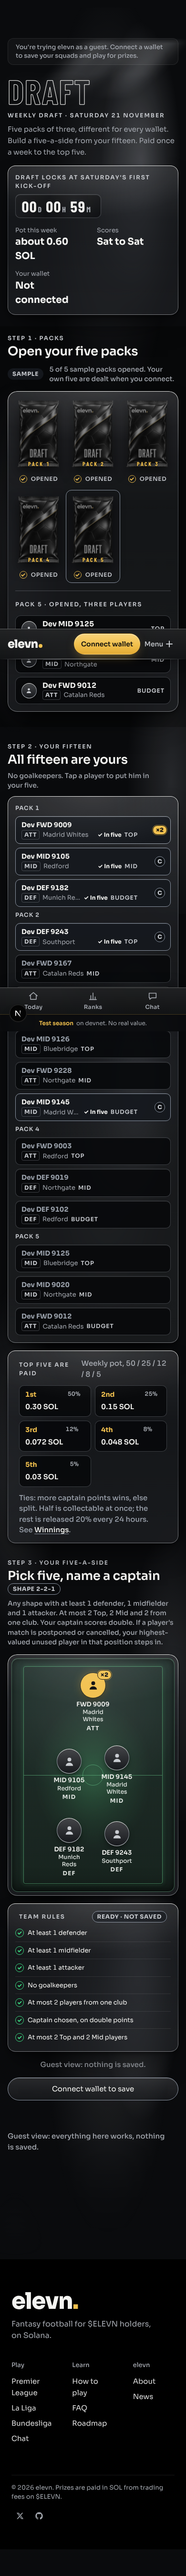 You're trying elevn as a guest. Connect a wallet
to save your squads and play for prizes.
DRAFT
WEEKLY DRAFT · SATURDAY 21 NOVEMBER
Five packs of three, different for every wallet.
Build a five-a-side from your fifteen. Paid once
a week to the top five.
DRAFT LOCKS AT SATURDAY'S FIRST
KICK-OFF
00D 00H 59M
Pot this week
about 0.60
SOL
Scores
Sat to Sat
Your wallet
Not
connected
STEP 1 · PACKS
Open your five packs
SAMPLE
5 of 5 sample packs opened. Your
own five are dealt when you connect.
elevn. DRAFT PACK 1
elevn. DRAFT PACK 2
elevn. DRAFT PACK 3
OPENED
OPENED
OPENED
elevn. DRAFT PACK 4
elevn. DRAFT PACK 5
OPENED
OPENED
PACK 5 · OPENED, THREE PLAYERS
Dev MID 9125
TOP
elevn.
Connect wallet
Menu
MID Northgate
MID
Dev FWD 9012
ATT Catalan Reds
BUDGET
STEP 2 · YOUR FIFTEEN
All fifteen are yours.
No goalkeepers. Tap a player to put him in
your five.
PACK 1
Dev FWD 9009
ATT Madrid Whites ✓ In five TOP
×2
Dev MID 9105
MID Redford ✓ In five MID
C
Dev DEF 9182
DEF Munich Re... ✓ In five BUDGET
C
PACK 2
Dev DEF 9243
DEF Southport ✓ In five TOP
C
Dev FWD 9167
ATT Catalan Reds MID
Today
Ranks
Chat
N
Test season on devnet. No real value.
Dev MID 9126
MID Bluebridge TOP
Dev FWD 9228
ATT Northgate MID
Dev MID 9145
MID Madrid W... ✓ In five BUDGET
C
PACK 4
Dev FWD 9003
ATT Redford TOP
Dev DEF 9019
DEF Northgate MID
Dev DEF 9102
DEF Redford BUDGET
PACK 5
Dev MID 9125
MID Bluebridge TOP
Dev MID 9020
MID Northgate MID
Dev FWD 9012
ATT Catalan Reds BUDGET
TOP FIVE ARE
PAID
Weekly pot, 50 / 25 / 12
/ 8 / 5
1st 50%
0.30 SOL
2nd 25%
0.15 SOL
3rd 12%
0.072 SOL
4th 8%
0.048 SOL
5th 5%
0.03 SOL
Ties: more captain points wins, else
split. Half is collectable at once; the
rest is released 20% every 24 hours.
See Winnings.
STEP 3 · YOUR FIVE-A-SIDE
Pick five, name a captain
SHAPE 2-2-1
Any shape with at least 1 defender, 1 midfielder
and 1 attacker. At most 2 Top, 2 Mid and 2 from
one club. Your captain scores double. If a player's
match is postponed or cancelled, your highest-
valued unused player in that position steps in.
×2
FWD 9009
Madrid
Whites
ATT
MID 9105
Redford
MID
MID 9145
Madrid
Whites
MID
DEF 9182
Munich
Reds
DEF
DEF 9243
Southport
DEF
TEAM RULES
READY · NOT SAVED
At least 1 defender
At least 1 midfielder
At least 1 attacker
No goalkeepers
At most 2 players from one club
Captain chosen, on double points
At most 2 Top and 2 Mid players
Guest view: nothing is saved.
Connect wallet to save
Guest view: everything here works, nothing
is saved.
elevn.
Fantasy football for $ELEVN holders,
on Solana.
Play
Premier
League
La Liga
Bundesliga
Chat
Learn
How to
play
FAQ
Roadmap
elevn
About
News
© 2026 elevn. Prizes are paid in SOL from trading
fees on $ELEVN.